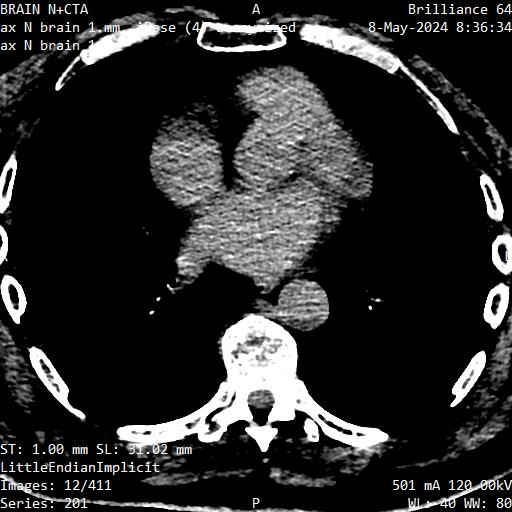 BRAIN N+CTA
A
Brilliance 64
ax N brain 1.mm, iDose (4)
8-May-2024 8:36:34
ax N brain 1
ST: 1.00 mm SL: 31.02 mm
LittleEndianImplicit
Images: 12/411
501 mA 120.00kV
Series: 201
P
WL: 40 WW: 80